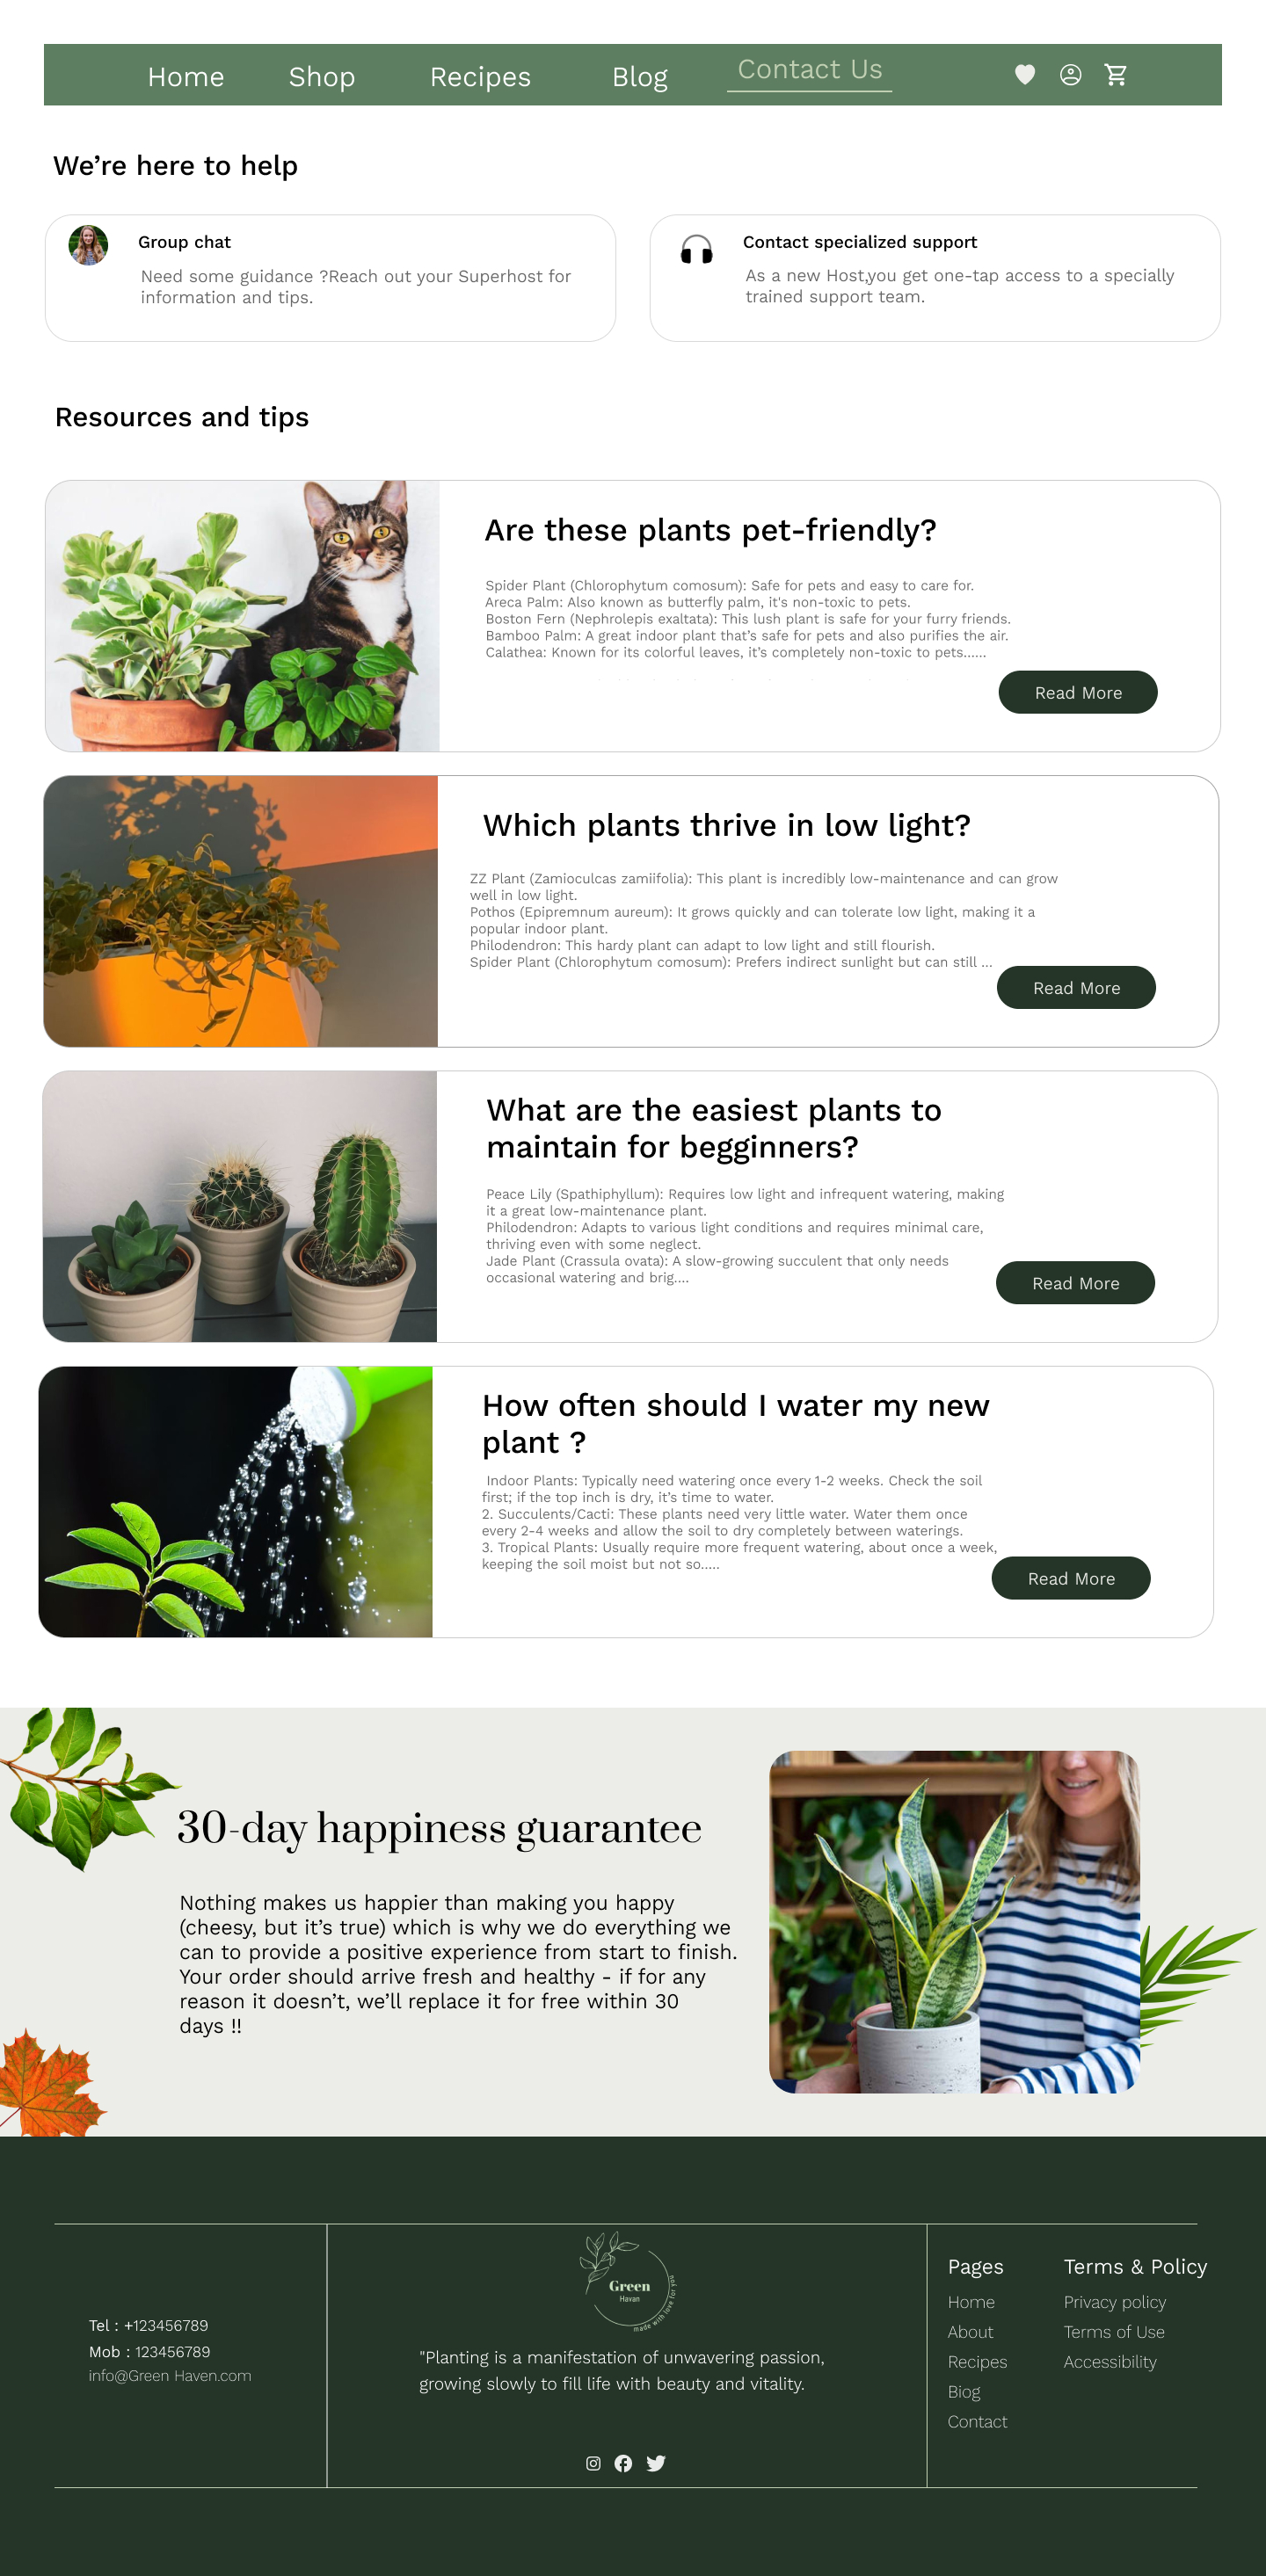 Home
Shop
Recipes
Blog
Contact Us
We’re here to help
Group chat
Need some guidance ?Reach out your Superhost for
information and tips.
Contact specialized support
As a new Host,you get one-tap access to a specially
trained support team.
Resources and tips
Are these plants pet-friendly?
Spider Plant (Chlorophytum comosum): Safe for pets and easy to care for.
Areca Palm: Also known as butterfly palm, it's non-toxic to pets.
Boston Fern (Nephrolepis exaltata): This lush plant is safe for your furry friends.
Bamboo Palm: A great indoor plant that’s safe for pets and also purifies the air.
Calathea: Known for its colorful leaves, it’s completely non-toxic to pets......
Read More
Which plants thrive in low light?
ZZ Plant (Zamioculcas zamiifolia): This plant is incredibly low-maintenance and can grow
well in low light.
Pothos (Epipremnum aureum): It grows quickly and can tolerate low light, making it a
popular indoor plant.
Philodendron: This hardy plant can adapt to low light and still flourish.
Spider Plant (Chlorophytum comosum): Prefers indirect sunlight but can still ...
Read More
What are the easiest plants to
maintain for begginners?
Peace Lily (Spathiphyllum): Requires low light and infrequent watering, making
it a great low-maintenance plant.
Philodendron: Adapts to various light conditions and requires minimal care,
thriving even with some neglect.
Jade Plant (Crassula ovata): A slow-growing succulent that only needs
occasional watering and brig....
Read More
How often should I water my new
plant ?
Indoor Plants: Typically need watering once every 1-2 weeks. Check the soil
first; if the top inch is dry, it’s time to water.
2. Succulents/Cacti: These plants need very little water. Water them once
every 2-4 weeks and allow the soil to dry completely between waterings.
3. Tropical Plants: Usually require more frequent watering, about once a week,
keeping the soil moist but not so.....
Read More
30-day happiness guarantee
Nothing makes us happier than making you happy
(cheesy, but it’s true) which is why we do everything we
can to provide a positive experience from start to finish.
Your order should arrive fresh and healthy - if for any
reason it doesn’t, we’ll replace it for free within 30
days !!
Tel : +123456789
Mob : 123456789
info@Green Haven.com
Green
Havan
made with love for you
"Planting is a manifestation of unwavering passion,
growing slowly to fill life with beauty and vitality.
Pages
Home
About
Recipes
Biog
Contact
Terms & Policy
Privacy policy
Terms of Use
Accessibility